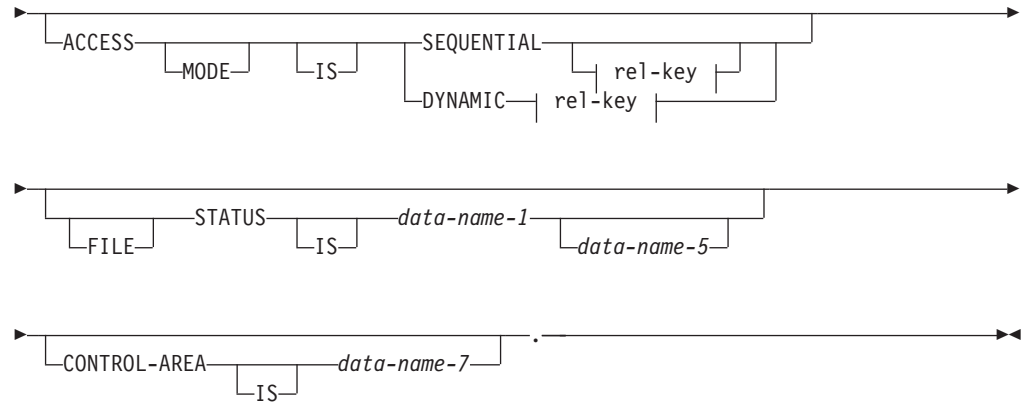 ACCESS MODE IS SEQUENTIAL rel-key
DYNAMIC rel-key
FILE STATUS IS data-name-1 data-name-5
CONTROL-AREA IS data-name-7 .